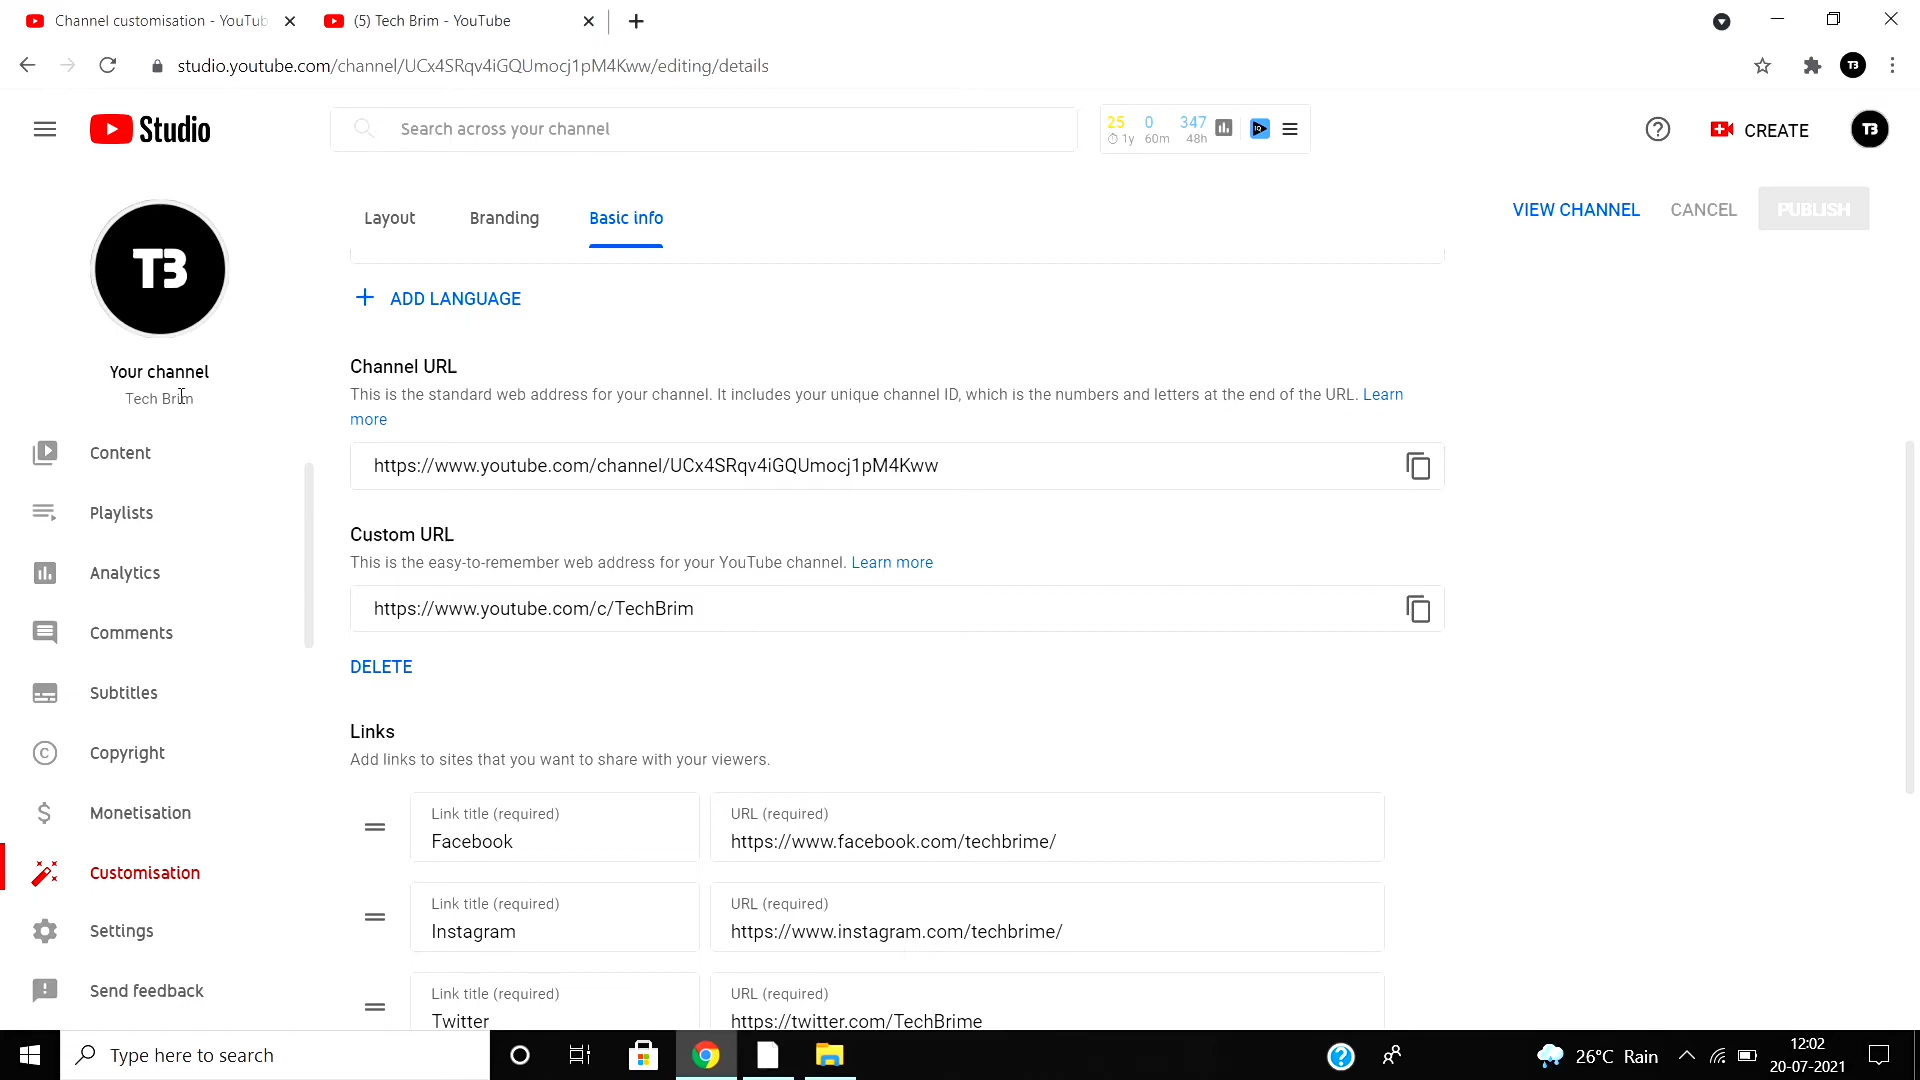 Channel customisation - YouTub
(5) Tech Brim - YouTube
studio.youtube.com/channel/UCx4SRqv4iGQUmocj1pM4Kww/editing/details
T3
Studio
Search across your channel
25 0 347
1y 60m 48h
CREATE
T3
T3
Your channel
Tech Brim
Content
Playlists
Analytics
Comments
Subtitles
Copyright
Monetisation
Customisation
Settings
Send feedback
Layout Branding Basic info
VIEW CHANNEL CANCEL PUBLISH
+ ADD LANGUAGE
Channel URL
This is the standard web address for your channel. It includes your unique channel ID, which is the numbers and letters at the end of the URL. Learn
more
https://www.youtube.com/channel/UCx4SRqv4iGQUmocj1pM4Kww
Custom URL
This is the easy-to-remember web address for your YouTube channel. Learn more
https://www.youtube.com/c/TechBrim
DELETE
Links
Add links to sites that you want to share with your viewers.
Link title (required) URL (required)
Facebook https://www.facebook.com/techbrime/
Link title (required) URL (required)
Instagram https://www.instagram.com/techbrime/
Link title (required) URL (required)
Twitter https://twitter.com/TechBrime
Type here to search
26°C Rain
12:02
20-07-2021